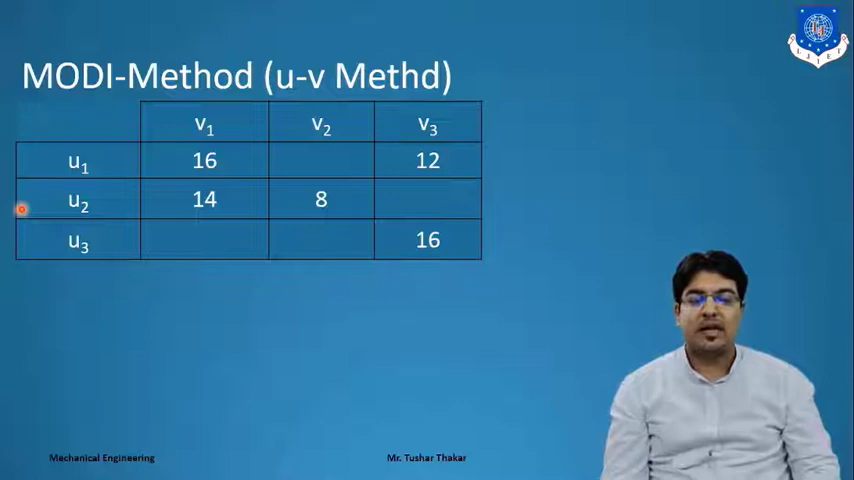 MODI-Method (u-v Methd)
v1 v2 v3
u1 16 12
u2 14 8
u3 16
Mechanical Engineering
Mr. Tushar Thakar